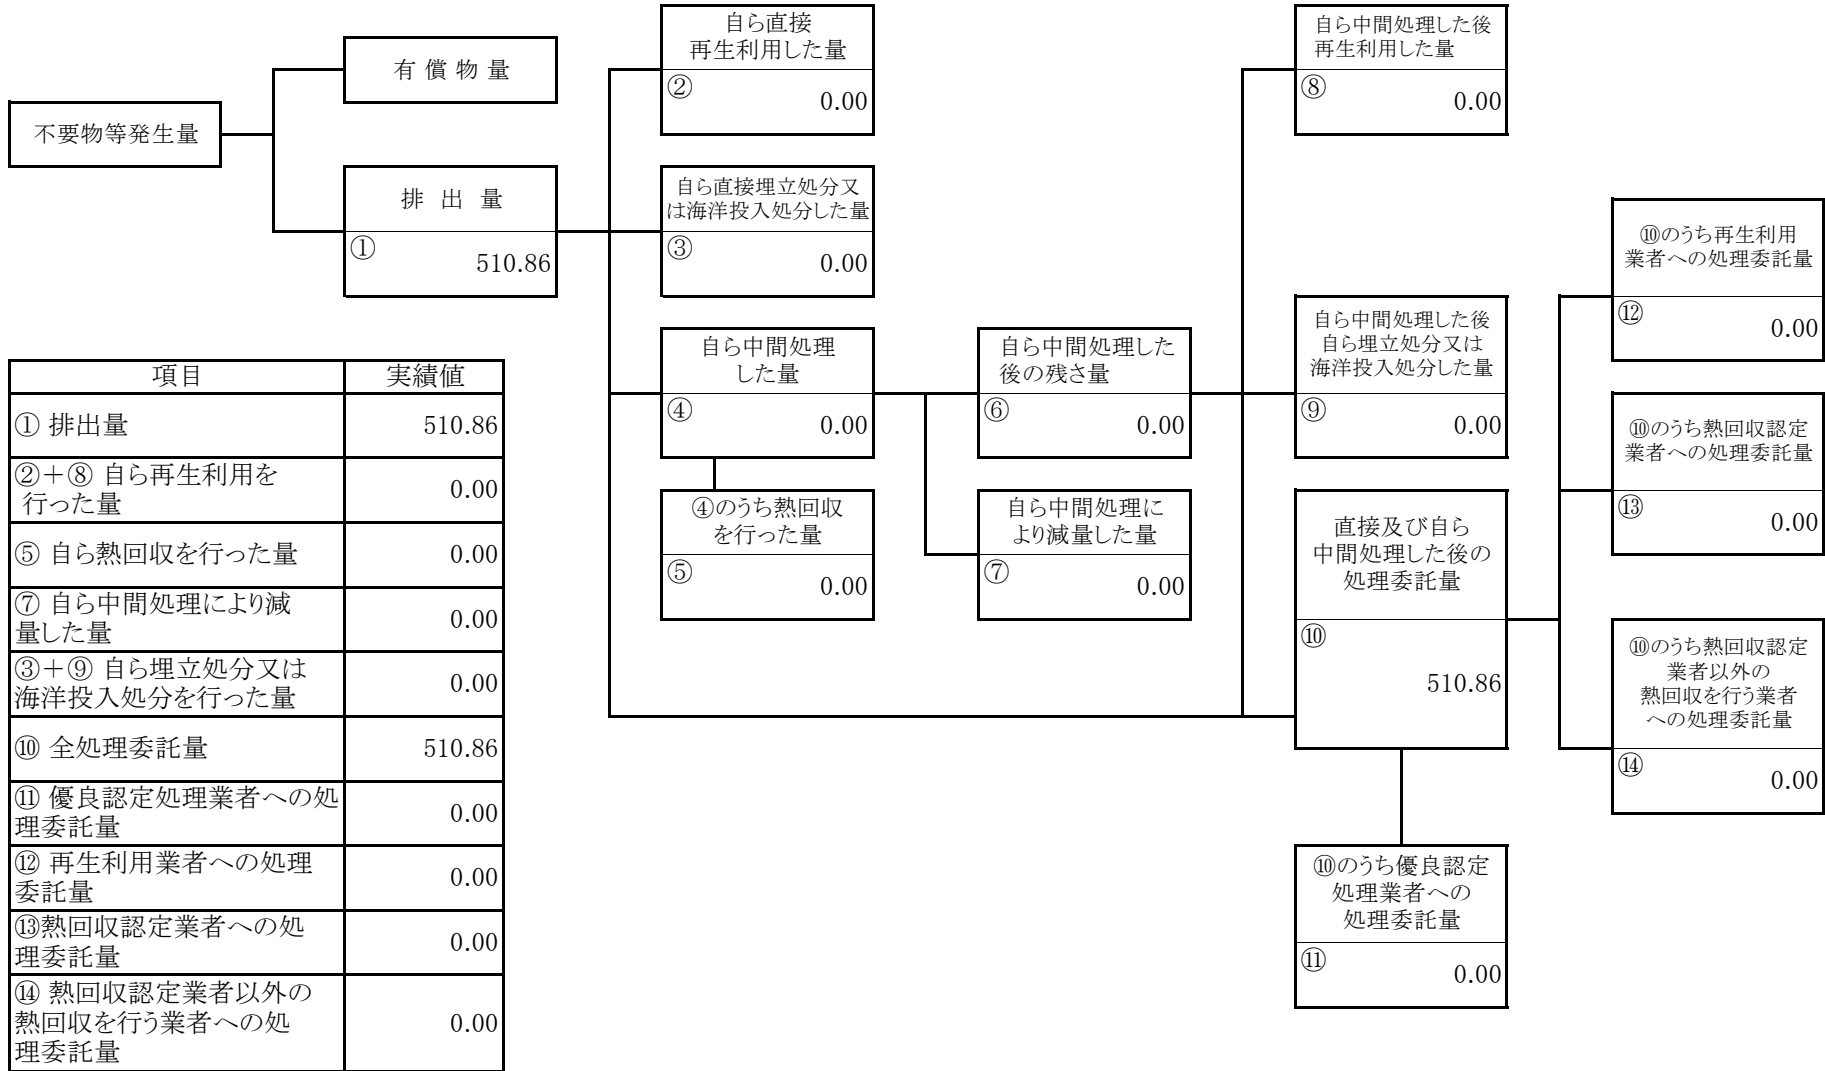 自ら直接
再生利用した量
②
0.00
自ら中間処理した後
再生利用した量
⑧
0.00
有 償 物 量
不要物等発生量
排 出 量
①
510.86
自ら直接埋立処分又
は海洋投入処分した量
③
0.00
⑩のうち再生利用
業者への処理委託量
⑫
0.00
自ら中間処理
した量
④
0.00
自ら中間処理した
後の残さ量
⑥
0.00
自ら中間処理した後
自ら埋立処分又は
海洋投入処分した量
⑨
0.00
⑩のうち熱回収認定
業者への処理委託量
⑬
0.00
④のうち熱回収
を行った量
⑤
0.00
自ら中間処理に
より減量した量
⑦
0.00
直接及び自ら
中間処理した後の
処理委託量
⑩
510.86
⑩のうち熱回収認定
業者以外の
熱回収を行う業者
への処理委託量
⑭
0.00
⑩のうち優良認定
処理業者への
処理委託量
⑪
0.00
項目 実績値
① 排出量 510.86
②＋⑧ 自ら再生利用を
行った量 0.00
⑤ 自ら熱回収を行った量 0.00
⑦ 自ら中間処理により減
量した量 0.00
③＋⑨ 自ら埋立処分又は
海洋投入処分を行った量 0.00
⑩ 全処理委託量 510.86
⑪ 優良認定処理業者への処
理委託量 0.00
⑫ 再生利用業者への処理
委託量 0.00
⑬熱回収認定業者への処
理委託量 0.00
⑭ 熱回収認定業者以外の
熱回収を行う業者への処
理委託量 0.00